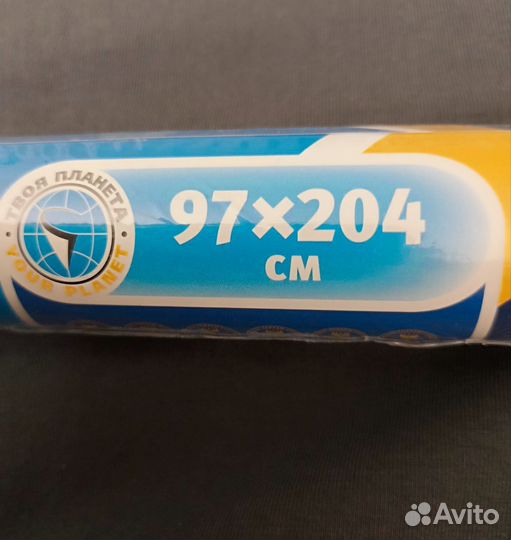 ТВОЯ ПЛАНЕТА
YOUR PLANET
97×204
СМ
Avito